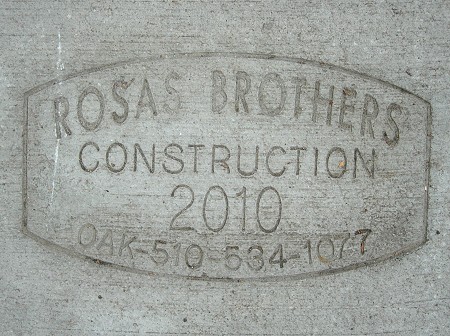 ROSAS BROTHERS
CONSTRUCTION
2010
OAK-510-534-1077